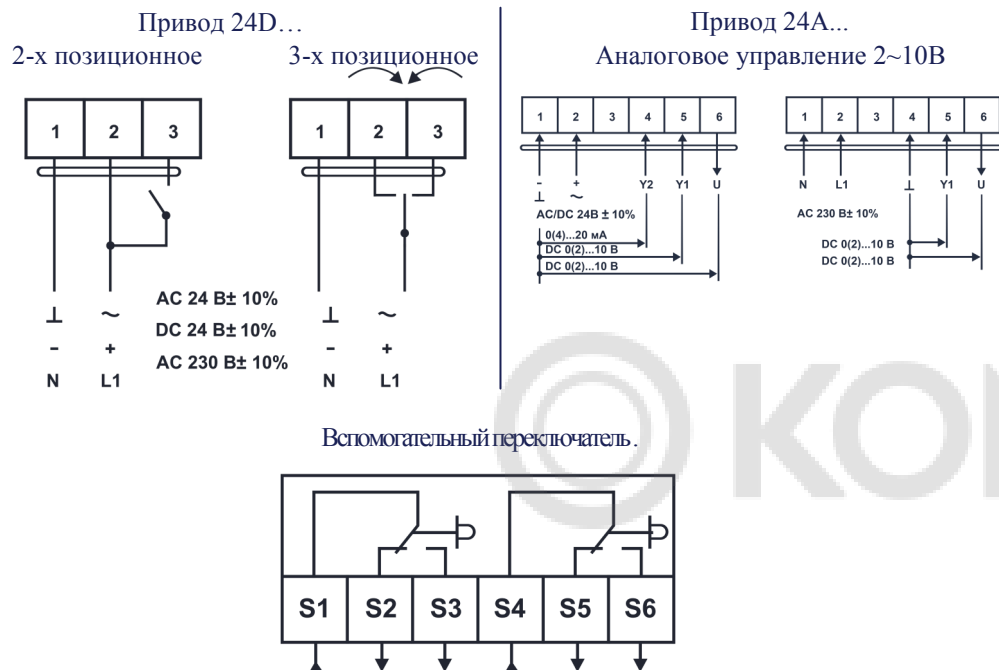 Привод 24D…
2-х позиционное
3-х позиционное
1 2 3
1 2 3
AC 24 В± 10%
DC 24 В± 10%
AC 230 В± 10%
⊥ ~
- +
N L1
⊥ ~
- +
N L1
Привод 24А...
Аналоговое управление 2~10В
1 2 3 4 5 6
- + Y2 Y1 U
⊥ ~
AC/DC 24В ± 10%
0(4)...20 мА
DC 0(2)...10 В
DC 0(2)...10 В
1 2 3 4 5 6
N L1 ⊥ Y1 U
AC 230 В± 10%
DC 0(2)...10 В
DC 0(2)...10 В
Вспомогательный переключатель.
S1 S2 S3 S4 S5 S6